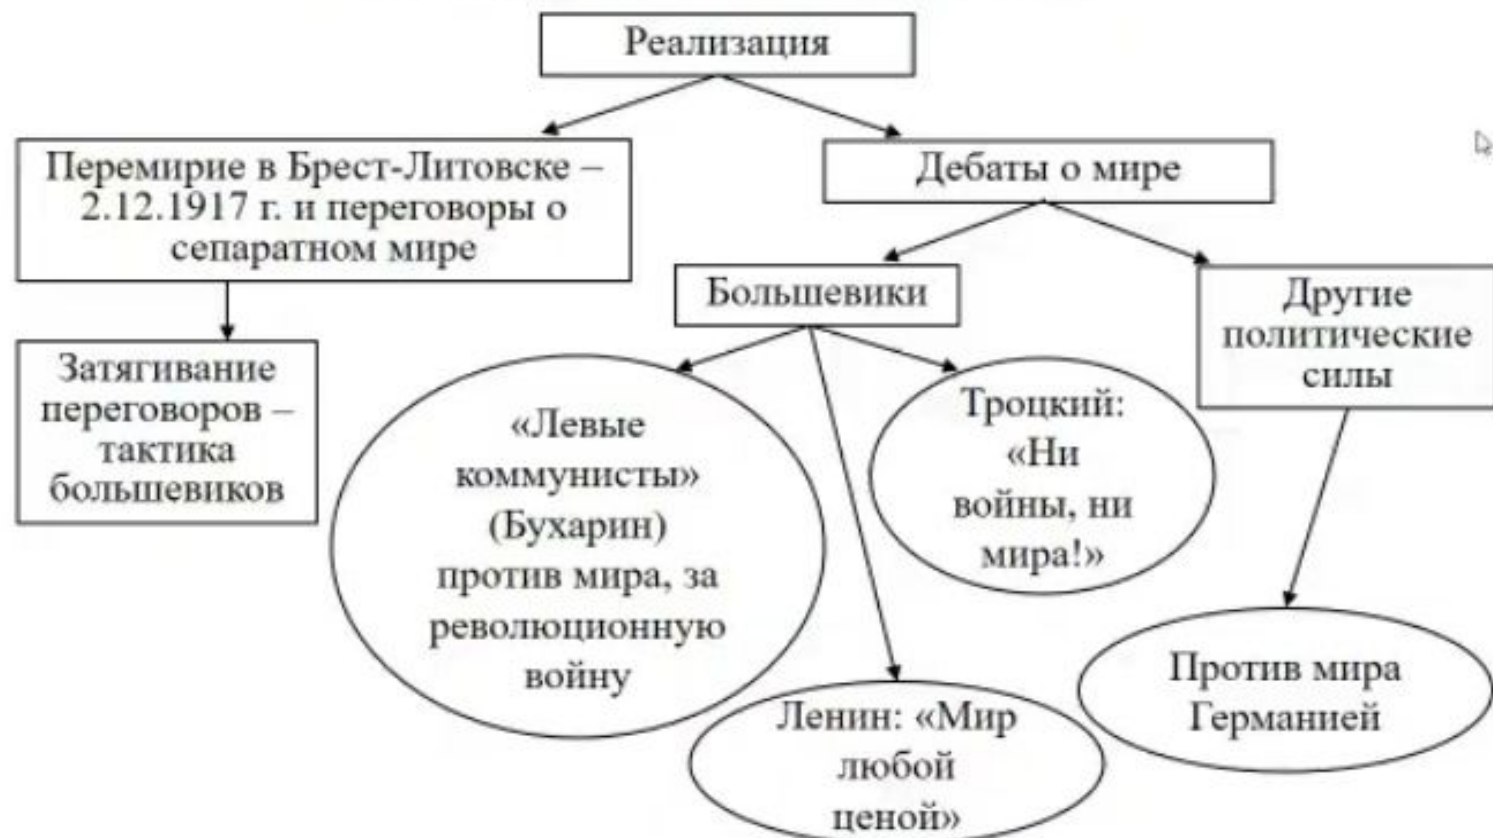 Реализация
Перемирие в Брест-Литовске –
2.12.1917 г. и переговоры о
сепаратном мире
Дебаты о мире
Затягивание
переговоров –
тактика
большевиков
Большевики
Другие
политические
силы
«Левые
коммунисты»
(Бухарин)
против мира, за
революционную
войну
Ленин: «Мир
любой
ценой»
Троцкий:
«Ни
войны, ни
мира!»
Против мира
Германией